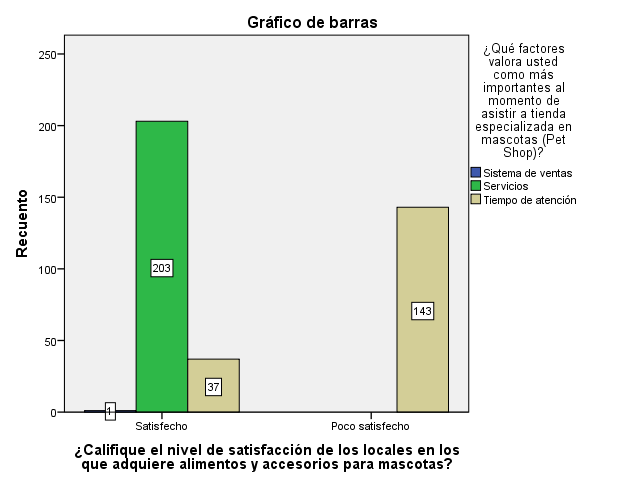 Gráfico de barras
¿Qué factores
valora usted
como más
importantes al
momento de
asistir a tienda
especializada en
mascotas (Pet
Shop)?
Sistema de ventas
Servicios
Tiempo de atención
Recuento
250
200
150
100
50
0
1
203
37
143
Satisfecho
Poco satisfecho
¿Califique el nivel de satisfacción de los locales en los
que adquiere alimentos y accesorios para mascotas?